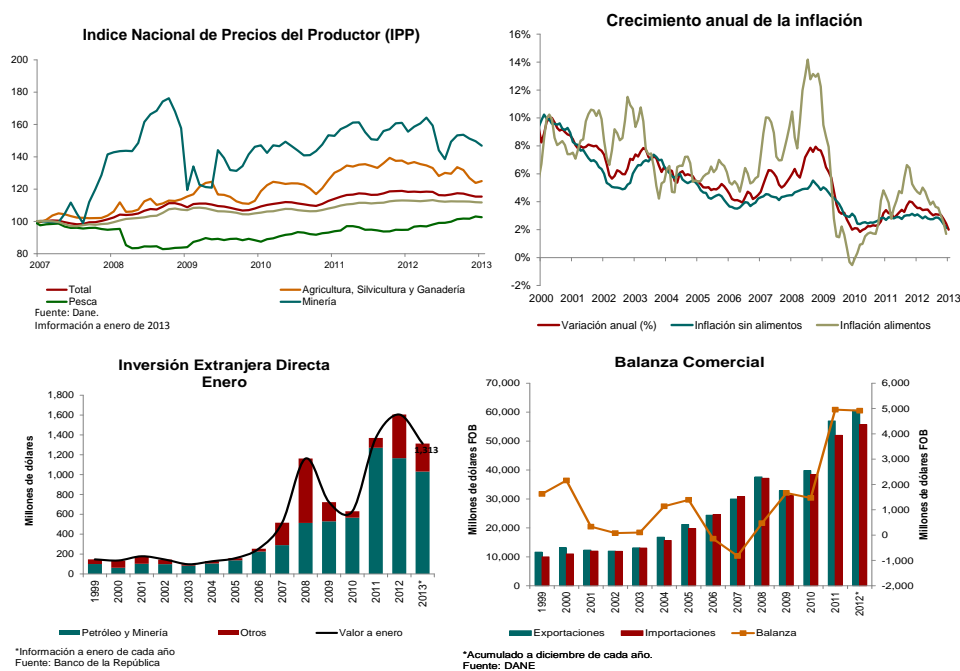 Indice Nacional de Precios del Productor (IPP)
200
180
160
140
120
100
80
2007
2008
2009
2010
2011
2012
2013
Total
Agricultura, Silvicultura y Ganadería
Pesca
Minería
Fuente: Dane.
Imformación a enero de 2013
Crecimiento anual de la inflación
16%
14%
12%
10%
8%
6%
4%
2%
0%
-2%
2000 2001 2002 2003 2004 2005 2006 2007 2008 2009 2010 2011 2012 2013
Variación anual (%)
Inflación sin alimentos
Inflación alimentos
Inversión Extranjera Directa
Enero
Millones de dólares
1,800
1,600
1,400
1,200
1,000
800
600
400
200
0
1,313
1999
2000
2001
2002
2003
2004
2005
2006
2007
2008
2009
2010
2011
2012
2013*
Petróleo y Minería
Otros
Valor a enero
*Información a enero de cada año
Fuente: Banco de la República
Balanza Comercial
Millones de dólares FOB
70,000
60,000
50,000
40,000
30,000
20,000
10,000
0
6,000
5,000
4,000
3,000
2,000
1,000
0
-1,000
-2,000
Millones de dólares FOB
1999
2000
2001
2002
2003
2004
2005
2006
2007
2008
2009
2010
2011
2012*
Exportaciones
Importaciones
Balanza
*Acumulado a diciembre de cada año.
Fuente: DANE